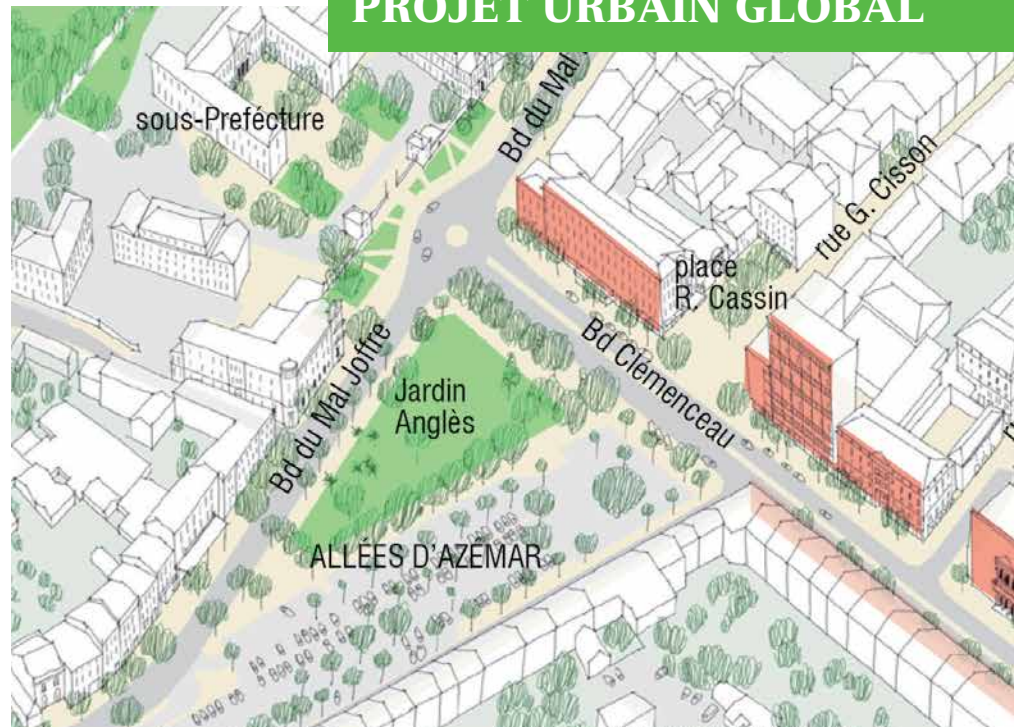 PROJET URBAIN GLOBAL
sous-Prefécture
Bd du Mal
rue G. Cisson
place
R. Cassin
Bd Clémenceau
Bd du Mal Joffre
Jardin
Anglès
ALLÉES D'AZÉMAR